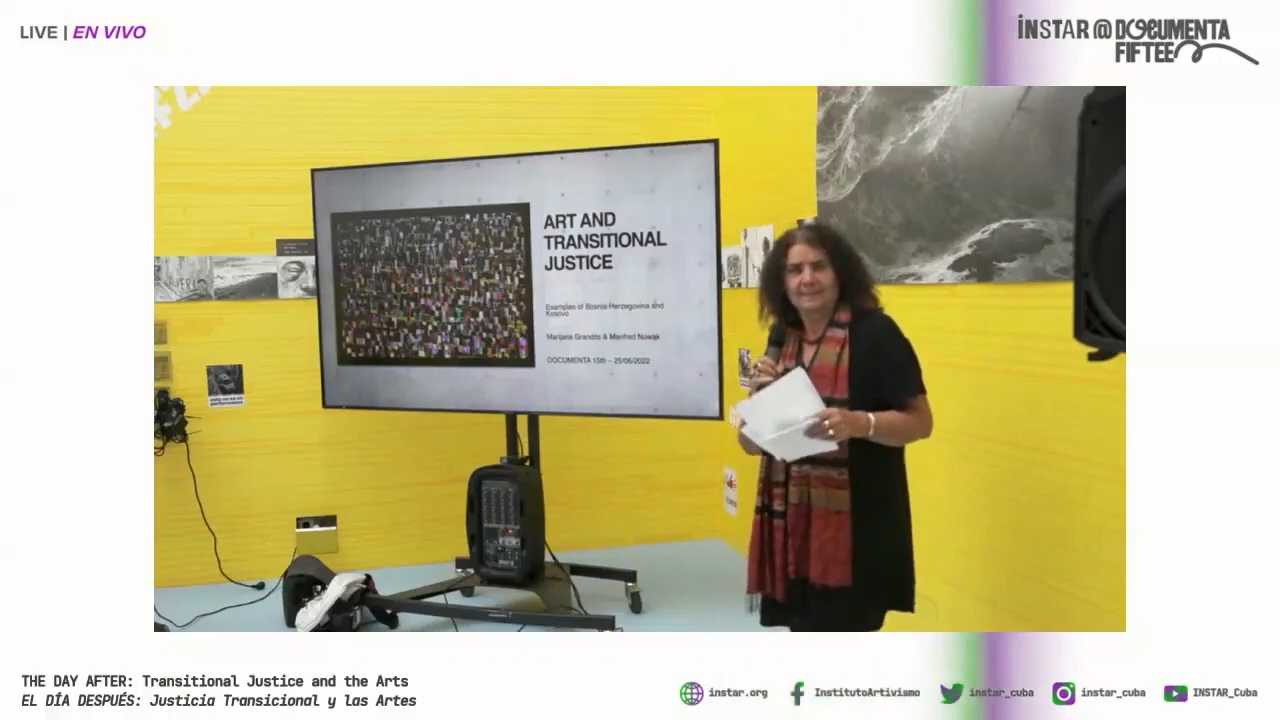 LIVE | EN VIVO
INSTAR @ DOCUMENTA
FIFTEEN
ART AND
TRANSITIONAL
JUSTICE
Examples of Bosnia-Herzegovina and
Kosovo
Marijana Grandits & Manfred Nowak
DOCUMENTA 15th – 25/06/2022
THE DAY AFTER: Transitional Justice and the Arts
EL DÍA DESPUÉS: Justicia Transicional y las Artes
instar.org
InstitutoArtivismo
instar_cuba
instar_cuba
INSTAR_Cuba